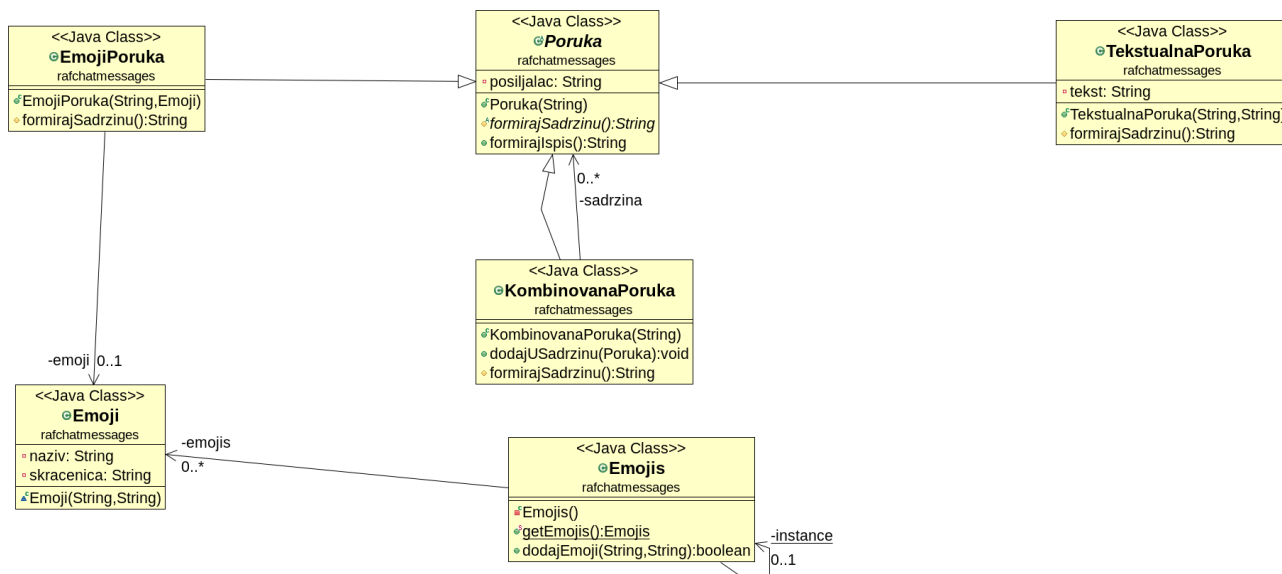 <<Java Class>>
EmojiPoruka
rafchatmessages
EmojiPoruka(String,Emoji)
formirajSadrzinu():String
<<Java Class>>
Poruka
rafchatmessages
posiljalac: String
Poruka(String)
formirajSadrzinu():String
formirajIspis():String
<<Java Class>>
TekstualnaPoruka
rafchatmessages
tekst: String
TekstualnaPoruka(String,String)
formirajSadrzinu():String
0..*
-sadrzina
<<Java Class>>
KombinovanaPoruka
rafchatmessages
KombinovanaPoruka(String)
dodajUSadrzinu(Poruka):void
formirajSadrzinu():String
-emoji 0..1
<<Java Class>>
Emoji
rafchatmessages
naziv: String
skracenica: String
Emoji(String,String)
-emojis
0..*
<<Java Class>>
Emojis
rafchatmessages
Emojis()
getEmojis():Emojis
dodajEmoji(String,String):boolean
-instance
0..1